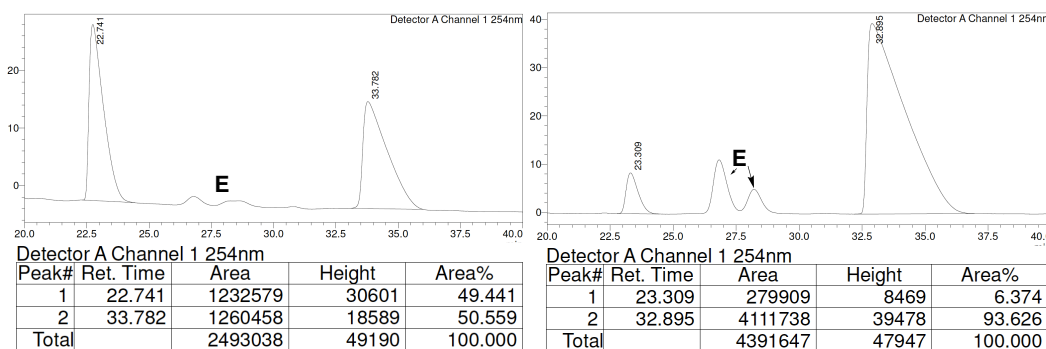 Detector A Channel 1 254nm
22.741
33.782
20
10
0
E
20.0 22.5 25.0 27.5 30.0 32.5 35.0 37.5 40.0
Detector A Channel 1 254nm
Peak# Ret. Time Area Height Area%
1 22.741 1232579 30601 49.441
2 33.782 1260458 18589 50.559
Total 2493038 49190 100.000
Detector A Channel 1 254nm
40
32.895
30
20
10
E
23.309
0
20.0 22.5 25.0 27.5 30.0 32.5 35.0 37.5 40.
Detector A Channel 1 254nm
Peak# Ret. Time Area Height Area%
1 23.309 279909 8469 6.374
2 32.895 4111738 39478 93.626
Total 4391647 47947 100.000